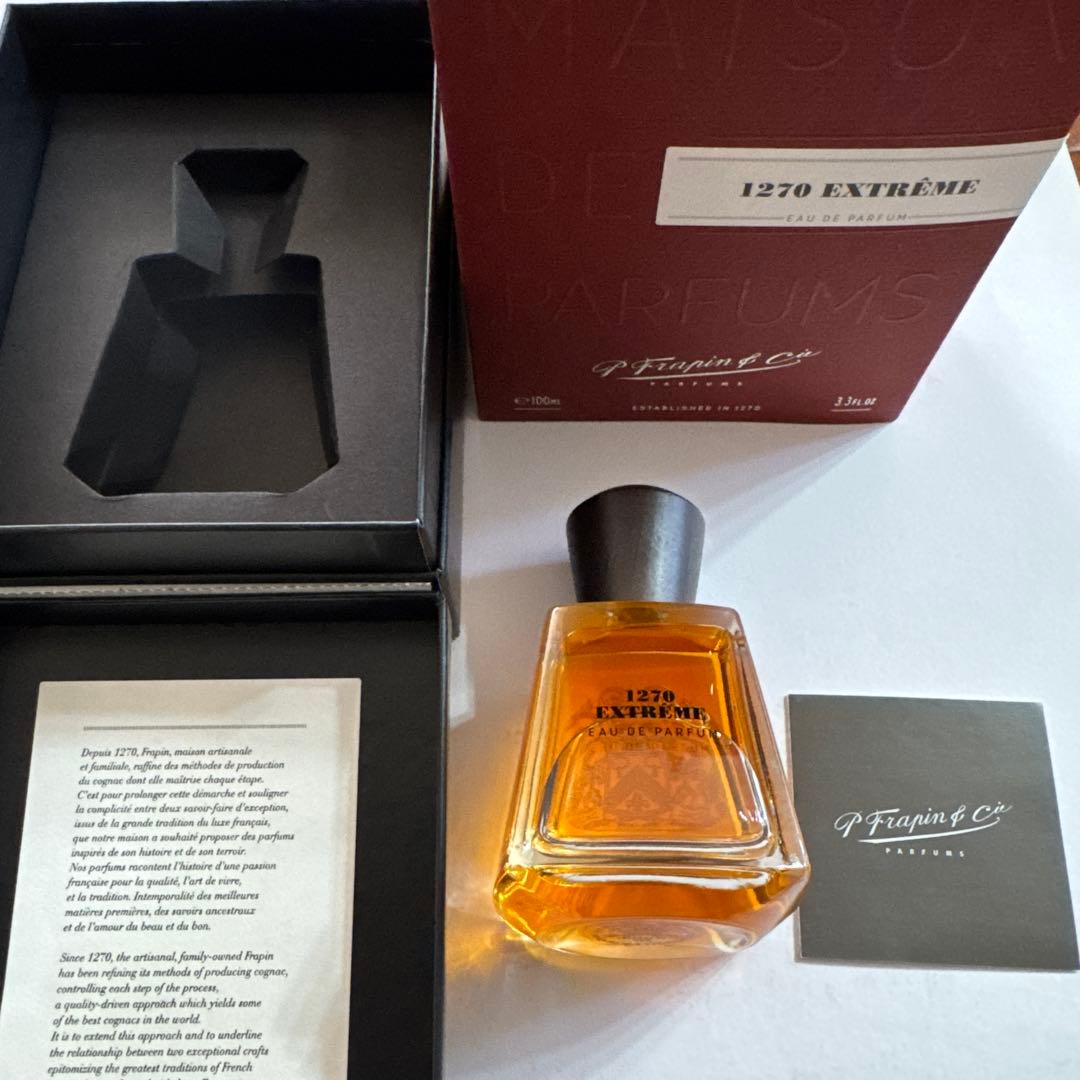 MAISON
DE
PARFUMS
1270 EXTRÊME
EAU DE PARFUM
P Frapin & Cie
PARFUMS
℮100ML
ESTABLISHED IN 1270
3.3FL.OZ
1270
EXTRÊME
EAU DE PARFUM
P Frapin & Cie
PARFUMS
Depuis 1270, Frapin, maison artisanale
et familiale, raffine des méthodes de production
du cognac dont elle maîtrise chaque étape.
C'est pour prolonger cette démarche et souligner
la complicité entre deux savoir-faire d'exception,
issus de la grande tradition du luxe français,
que notre maison a souhaité proposer des parfums
inspirés de son histoire et de son terroir.
Nos parfums racontent l'histoire d'une passion
française pour la qualité, l'art de vivre,
et la tradition. Intemporalité des meilleures
matières premières, des savoirs ancestraux
et de l'amour du beau et du bon.
Since 1270, the artisanal, family-owned Frapin
has been refining its methods of producing cognac,
controlling each step of the process,
a quality-driven approach which yields some
of the best cognacs in the world.
It is to extend this approach and to underline
the relationship between two exceptional crafts
epitomizing the greatest traditions of French